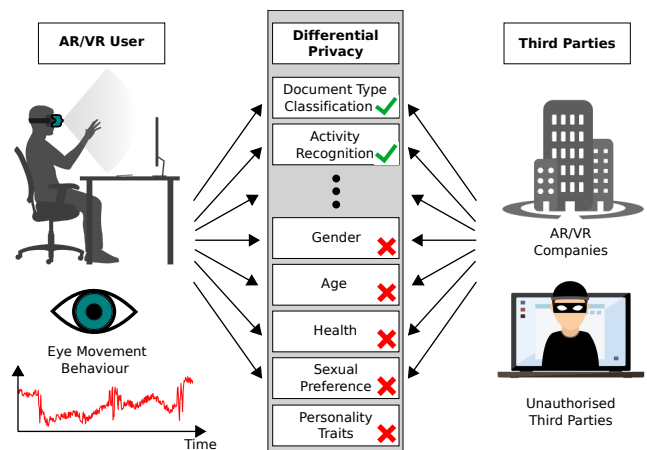 AR/VR User
Differential
Privacy
Third Parties
Document Type
Classification
Activity
Recognition
Gender
Age
Health
Sexual
Preference
Personality
Traits
Eye Movement
Behaviour
Time
AR/VR
Companies
Unauthorised
Third Parties